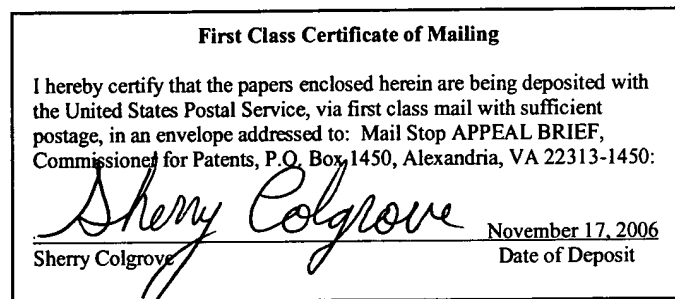 First Class Certificate of Mailing
I hereby certify that the papers enclosed herein are being deposited with
the United States Postal Service, via first class mail with sufficient
postage, in an envelope addressed to: Mail Stop APPEAL BRIEF,
Commissioner for Patents, P.O. Box 1450, Alexandria, VA 22313-1450:
Sherry Colgrove
November 17, 2006
Sherry Colgrove
Date of Deposit